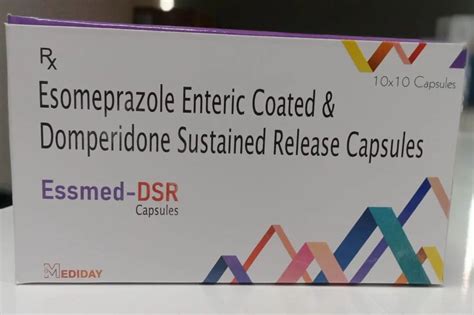 Rx
10x10 Capsules
Esomeprazole Enteric Coated &
Domperidone Sustained Release Capsules
Essmed-DSR
Capsules
MEDIDAY